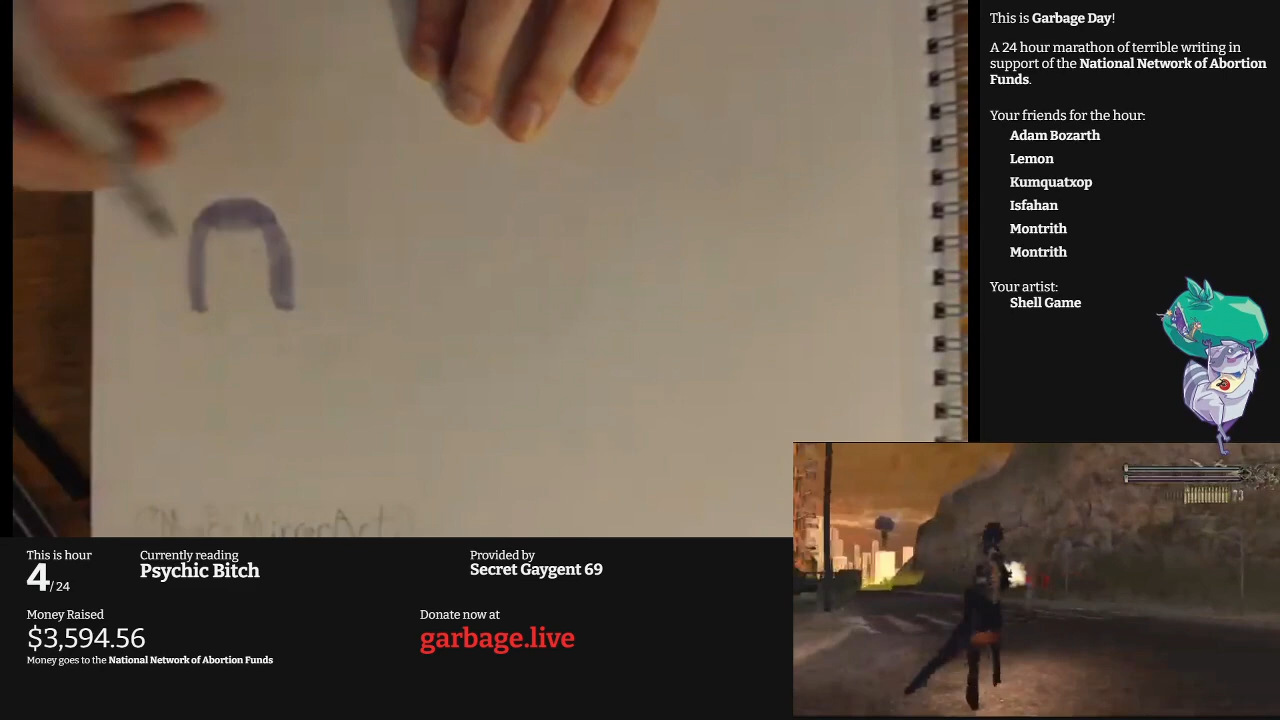 This is Garbage Day!
A 24 hour marathon of terrible writing in
support of the National Network of Abortion
Funds.
Your friends for the hour:
Adam Bozarth
Lemon
Kumquatxop
Isfahan
Montrith
Montrith
Your artist:
Shell Game
73
This is hour
4/24
Currently reading
Psychic Bitch
Provided by
Secret Gaygent 69
Money Raised
$3,594.56
Money goes to the National Network of Abortion Funds
Donate now at
garbage.live